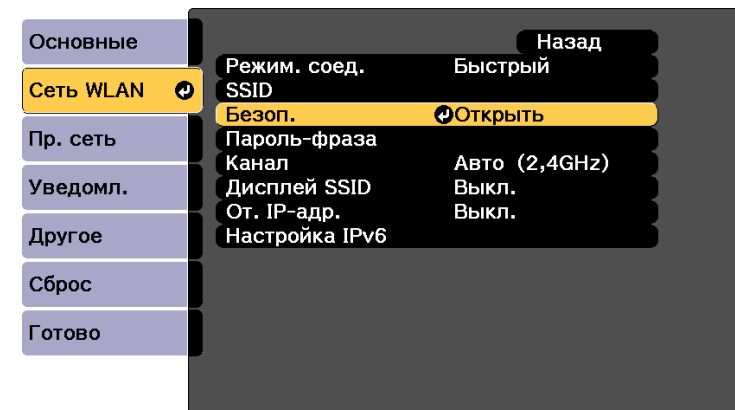 Основные
Сеть WLAN
Пр. сеть
Уведомл.
Другое
Сброс
Готово
Назад
Режим. соед. Быстрый
SSID
Безоп. Открыть
Пароль-фраза
Канал Авто (2,4GHz)
Дисплей SSID Выкл.
От. IP-адр. Выкл.
Настройка IPv6